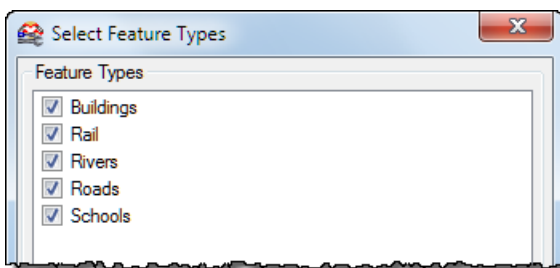 Select Feature Types
Feature Types
Buildings
Rail
Rivers
Roads
Schools